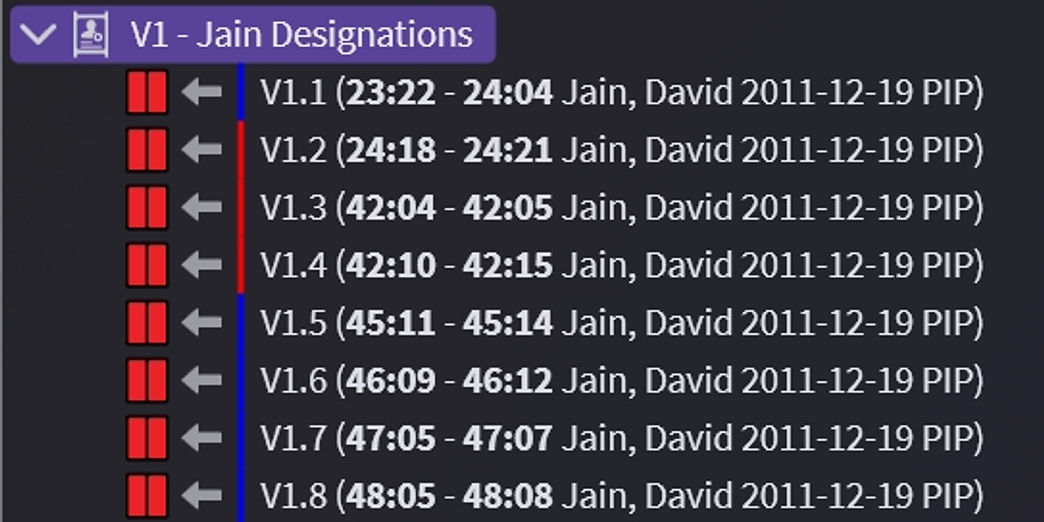 V1 - Jain Designations
V1.1 (23:22 - 24:04 Jain, David 2011-12-19 PIP)
V1.2 (24:18 - 24:21 Jain, David 2011-12-19 PIP)
V1.3 (42:04 - 42:05 Jain, David 2011-12-19 PIP)
V1.4 (42:10 - 42:15 Jain, David 2011-12-19 PIP)
V1.5 (45:11 - 45:14 Jain, David 2011-12-19 PIP)
V1.6 (46:09 - 46:12 Jain, David 2011-12-19 PIP)
V1.7 (47:05 - 47:07 Jain, David 2011-12-19 PIP)
V1.8 (48:05 - 48:08 Jain, David 2011-12-19 PIP)